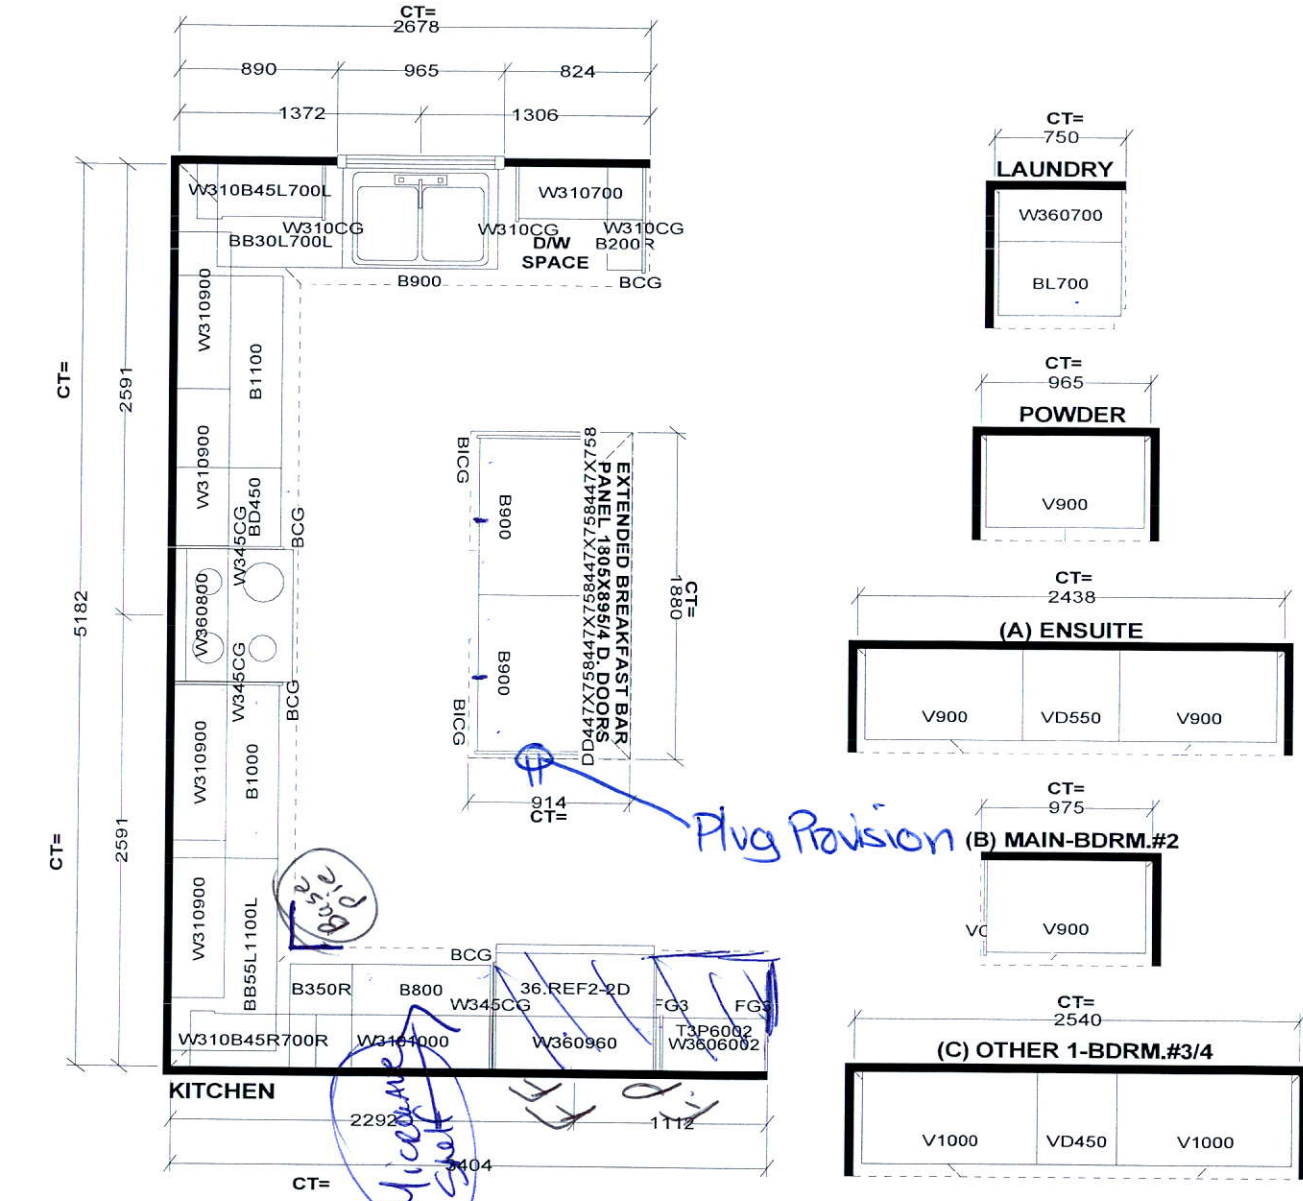 CT=
2678
890 965 824
1372 1306
W310B45L700L
W310700
W310CG W310CG W310CG
BB30L700L
D/W
SPACE
B200R
B900
BCG
CT=
5182
CT=
2591
2591
W310900
B1100
W310900
BD450
W345CG
BCG
W360800
W345CG
BCG
W310900
B1000
W310900
BB55L1100L
BICG
B900
B900
BICG
EXTENDED BREAKFAST BAR
PANEL 1805X895/4 D. DOORS
DD447X758447X758447X758447X758
CT=
1880
914
CT=
Plug Provision
Base
pie
BCG
B350R
B800
W345CG
36.REF2-2D
FG3
FG3
W310B45R700R
W3101000
W360960
T3P6002
W3606002
KITCHEN
Microwave
Shelf
2292
1112
3404
CT=
CT=
750
LAUNDRY
W360700
BL700
CT=
965
POWDER
V900
CT=
2438
(A) ENSUITE
V900 VD550 V900
CT=
975
(B) MAIN-BDRM.#2
V900
CT=
2540
(C) OTHER 1-BDRM.#3/4
V1000 VD450 V1000